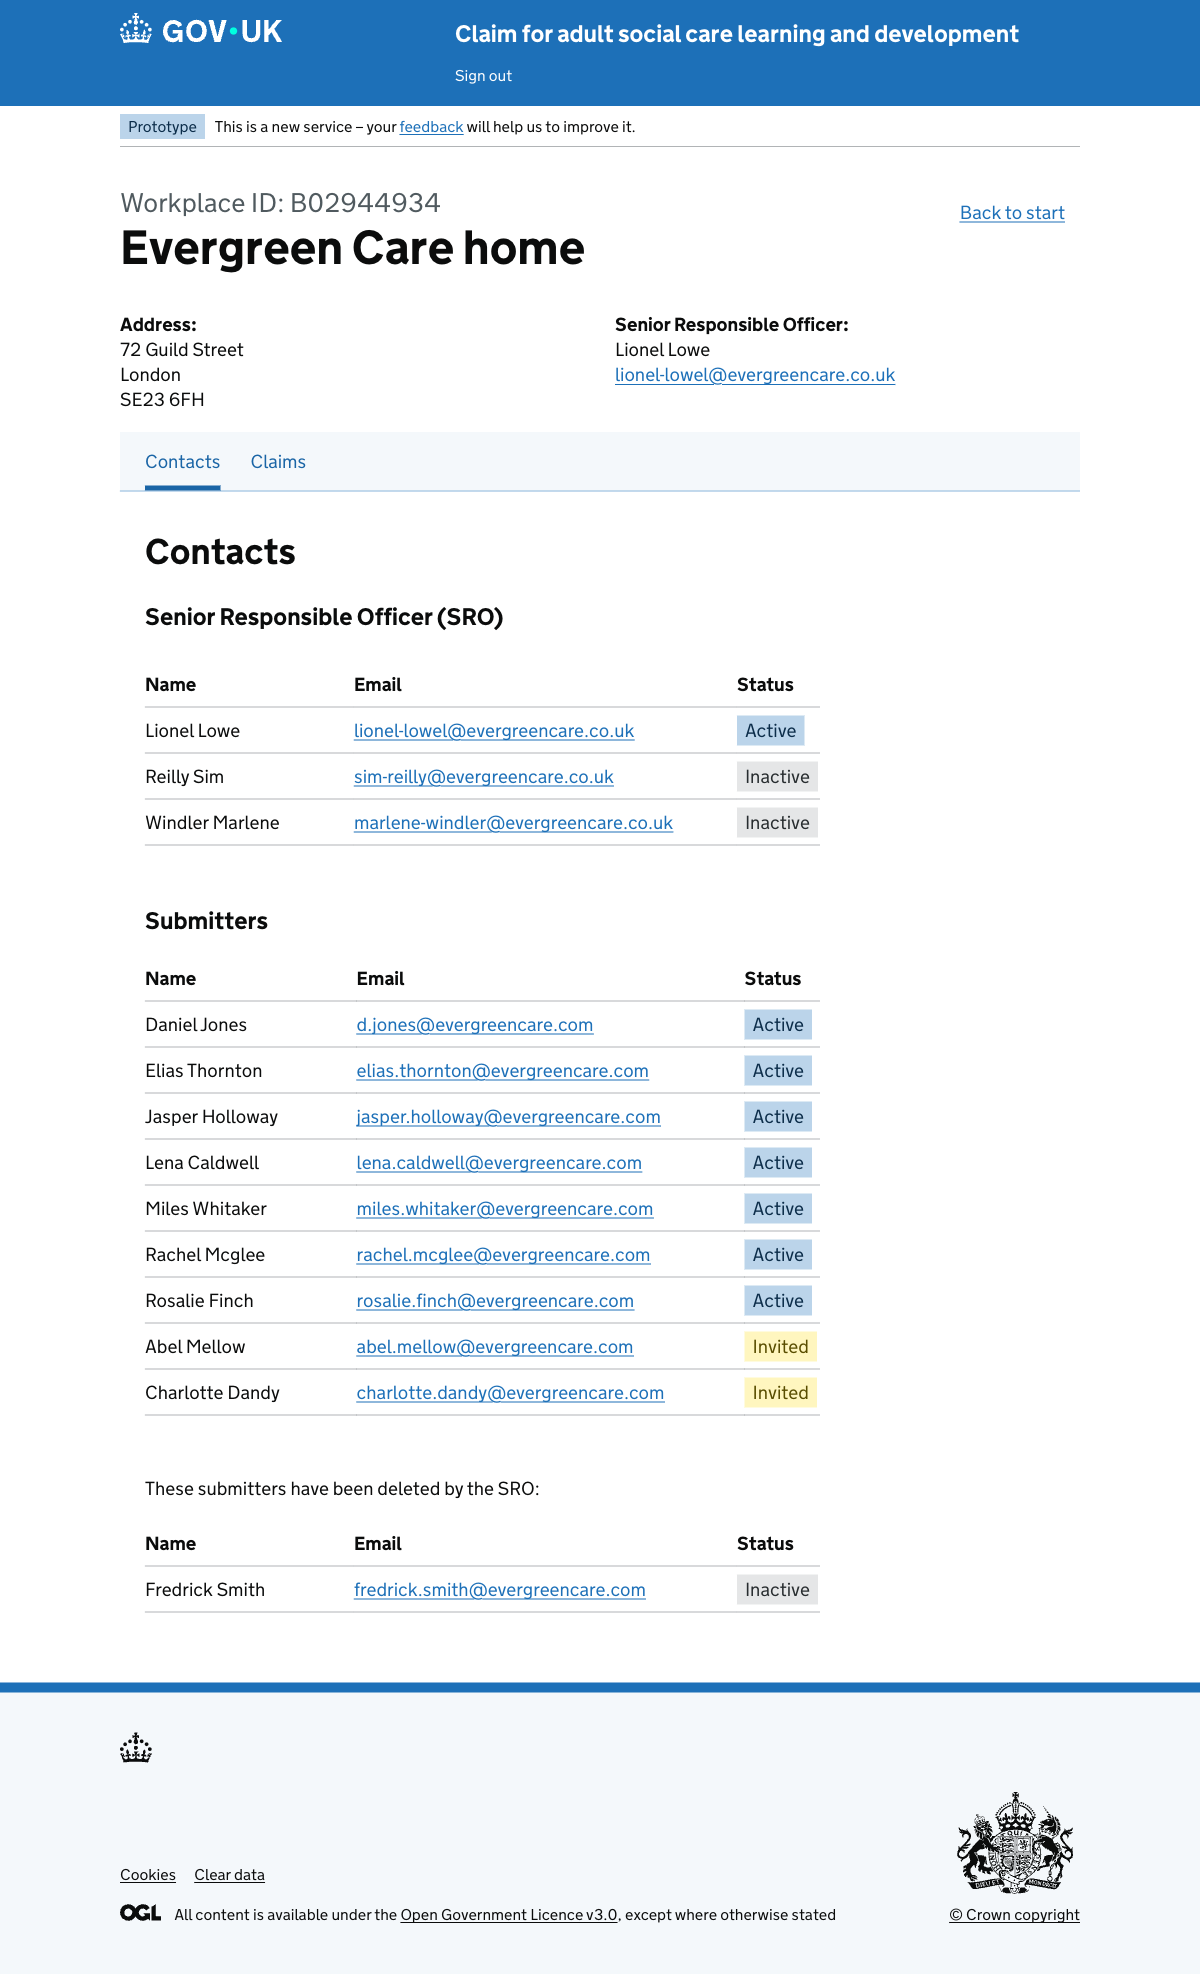 GOV·UK
Claim for adult social care learning and development
Sign out
Prototype This is a new service – your feedback will help us to improve it.
Workplace ID: B02944934
Back to start
Evergreen Care home
Address:
72 Guild Street
London
SE23 6FH
Senior Responsible Officer:
Lionel Lowe
lionel-lowel@evergreencare.co.uk
Contacts Claims
Contacts
Senior Responsible Officer (SRO)
Name Email Status
Lionel Lowe lionel-lowel@evergreencare.co.uk Active
Reilly Sim sim-reilly@evergreencare.co.uk Inactive
Windler Marlene marlene-windler@evergreencare.co.uk Inactive
Submitters
Name Email Status
Daniel Jones d.jones@evergreencare.com Active
Elias Thornton elias.thornton@evergreencare.com Active
Jasper Holloway jasper.holloway@evergreencare.com Active
Lena Caldwell lena.caldwell@evergreencare.com Active
Miles Whitaker miles.whitaker@evergreencare.com Active
Rachel Mcglee rachel.mcglee@evergreencare.com Active
Rosalie Finch rosalie.finch@evergreencare.com Active
Abel Mellow abel.mellow@evergreencare.com Invited
Charlotte Dandy charlotte.dandy@evergreencare.com Invited
These submitters have been deleted by the SRO:
Name Email Status
Fredrick Smith fredrick.smith@evergreencare.com Inactive
Cookies Clear data
OGL All content is available under the Open Government Licence v3.0, except where otherwise stated
© Crown copyright